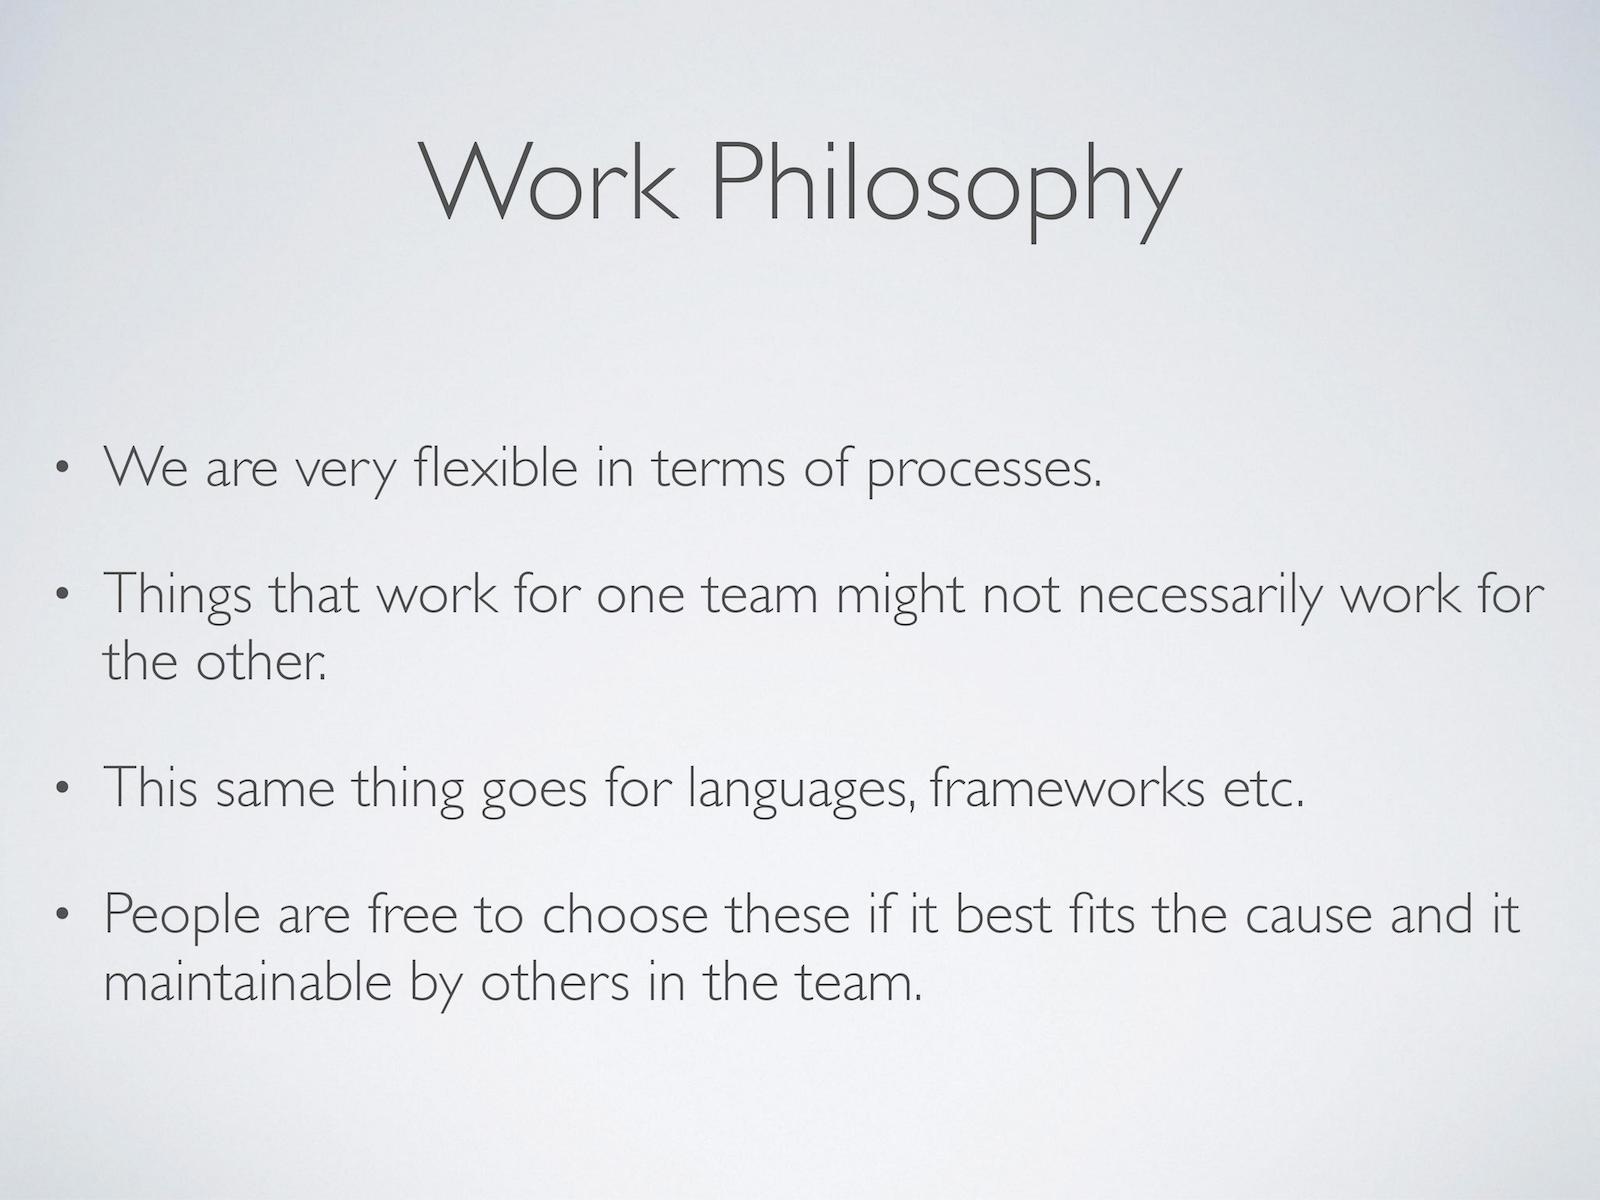 Work Philosophy
• We are very flexible in terms of processes.
• Things that work for one team might not necessarily work for
the other.
• This same thing goes for languages, frameworks etc.
• People are free to choose these if it best fits the cause and it
maintainable by others in the team.